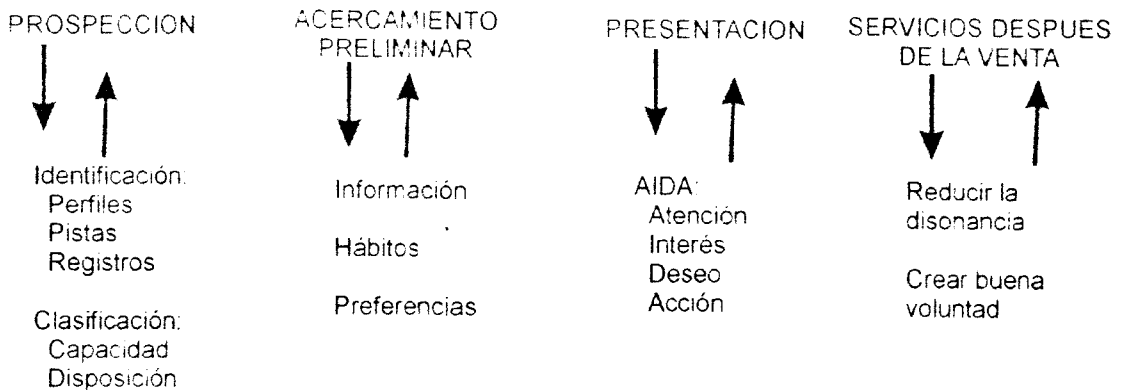 PROSPECCION
Identificación:
Perfiles
Pistas
Registros
Clasificación:
Capacidad
Disposición
ACERCAMIENTO
PRELIMINAR
Información
Hábitos
Preferencias
PRESENTACION
AIDA:
Atención
Interés
Deseo
Acción
SERVICIOS DESPUES
DE LA VENTA
Reducir la
disonancia
Crear buena
voluntad